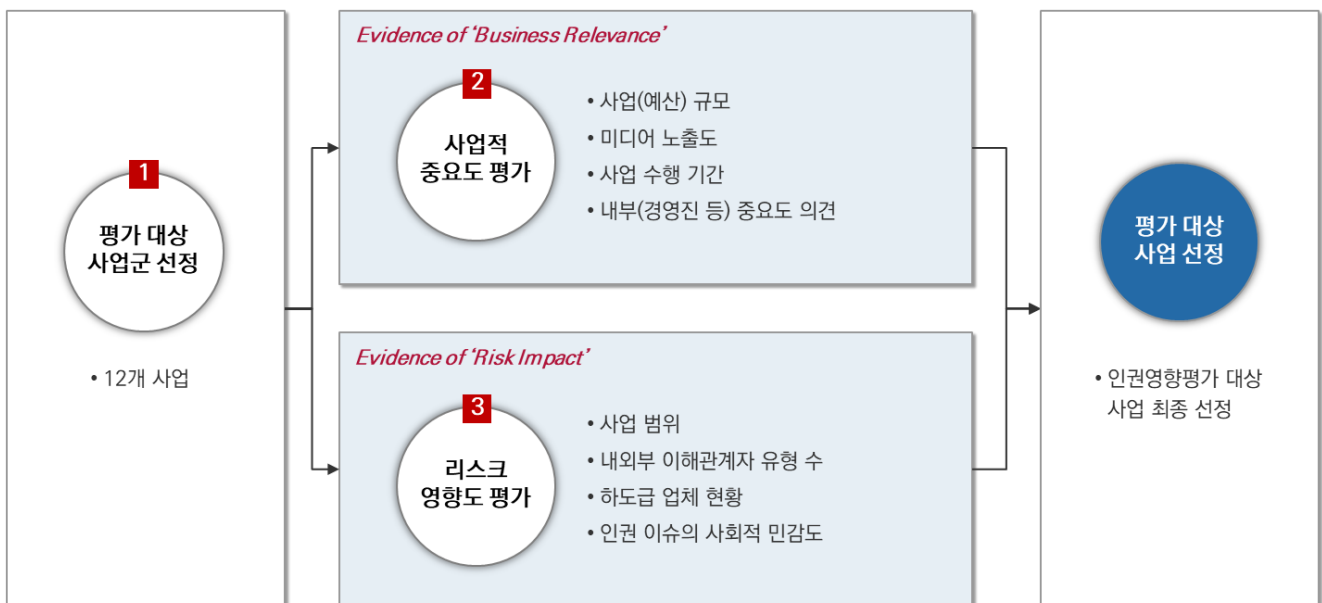 1
평가 대상
사업군 선정
• 12개 사업
Evidence of ‘Business Relevance’
2
사업적
중요도 평가
• 사업(예산) 규모
• 미디어 노출도
• 사업 수행 기간
• 내부(경영진 등) 중요도 의견
Evidence of ‘Risk Impact’
3
리스크
영향도 평가
• 사업 범위
• 내외부 이해관계자 유형 수
• 하도급 업체 현황
• 인권 이슈의 사회적 민감도
평가 대상
사업 선정
• 인권영향평가 대상
사업 최종 선정